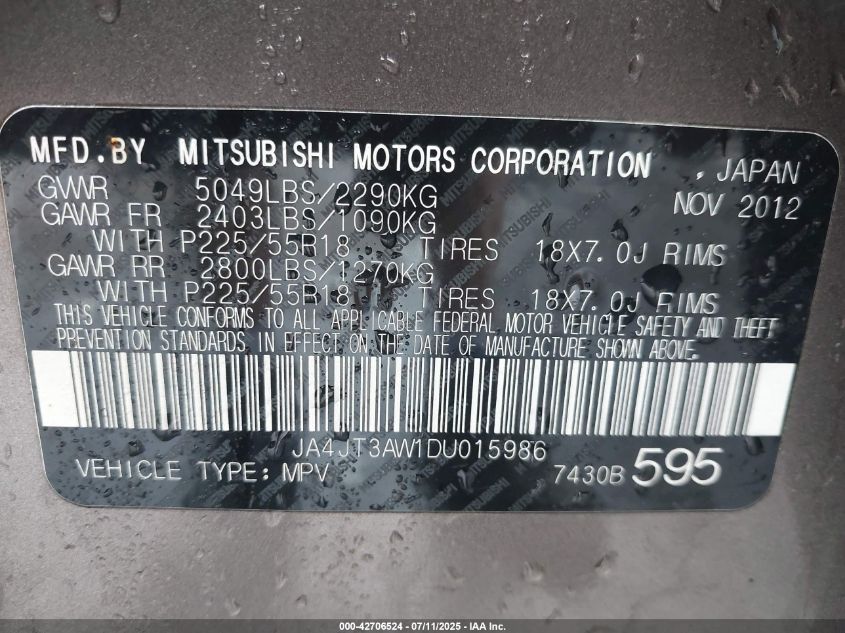 MFD.BY MITSUBISHI MOTORS CORPORATION , JAPAN
GVWR 5049LBS/2290KG NOV 2012
GAWR FR 2403LBS/1090KG
WITH P225/55R18 TIRES 18X7.0J RIMS
GAWR RR 2800LBS/1270KG
WITH P225/55R18 TIRES 18X7.0J RIMS
THIS VEHICLE CONFORMS TO ALL APPLICABLE FEDERAL MOTOR VEHICLE SAFETY AND THEFT
PREVENTION STANDARDS IN EFFECT ON THE DATE OF MANUFACTURE SHOWN ABOVE.
JA4JT3AW1DU015986
VEHICLE TYPE: MPV 7430B 595
000-42706524 - 07/11/2025 - IAA Inc.